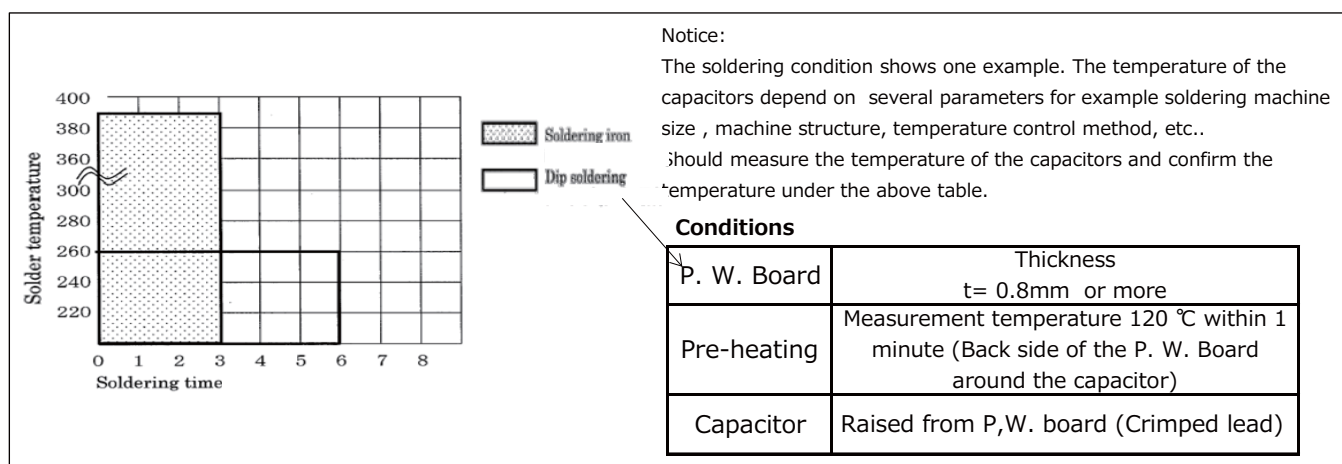 400
380
360
300
280
260
240
220
Solder temperature
0 1 2 3 4 5 6 7 8
Soldering time
Soldering iron
Dip soldering
Notice:
The soldering condition shows one example. The temperature of the
capacitors depend on several parameters for example soldering machine
size , machine structure, temperature control method, etc..
Should measure the temperature of the capacitors and confirm the
temperature under the above table.
Conditions
P. W. Board
Thickness
t= 0.8mm or more
Pre-heating
Measurement temperature 120 ℃ within 1
minute (Back side of the P. W. Board
around the capacitor)
Capacitor
Raised from P,W. board (Crimped lead)